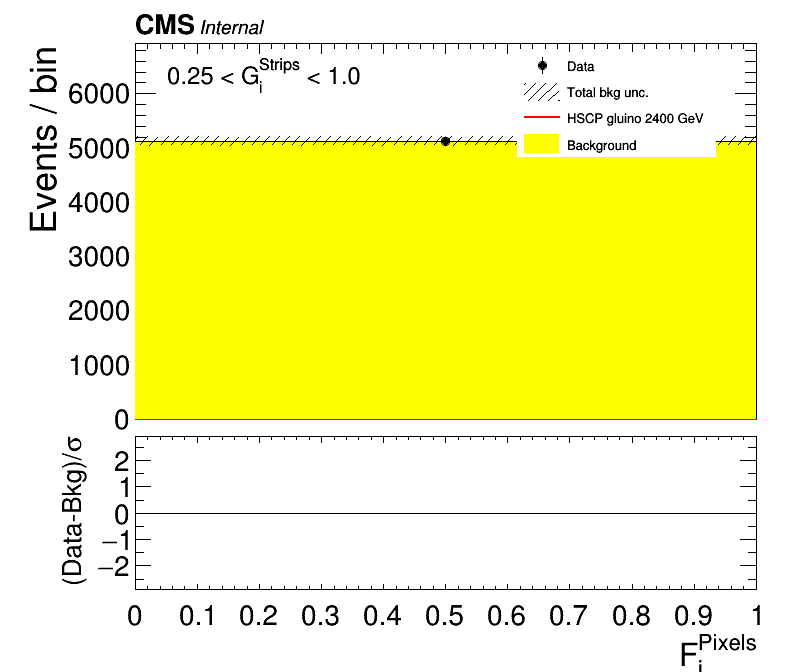 CMS Internal
Events / bin
0.25 < G_i^Strips < 1.0
Data
Total bkg unc.
HSCP gluino 2400 GeV
Background
6000
5000
4000
3000
2000
1000
0
(Data-Bkg)/σ
2
1
0
−1
−2
0 0.1 0.2 0.3 0.4 0.5 0.6 0.7 0.8 0.9 1
F_i^Pixels